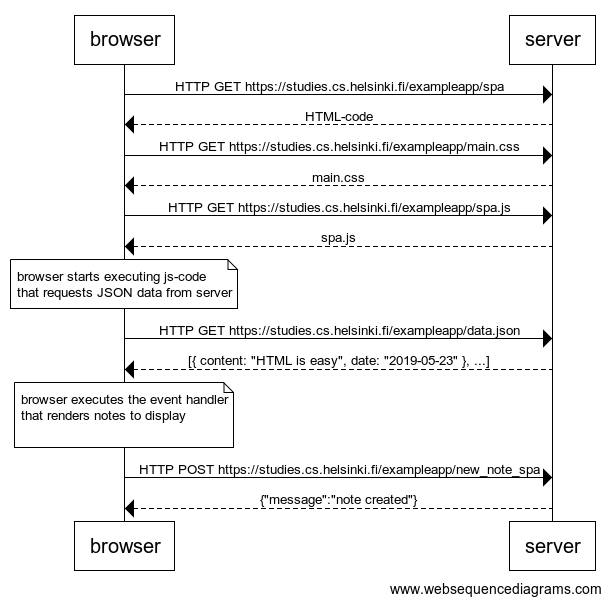 browser
server
HTTP GET https://studies.cs.helsinki.fi/exampleapp/spa
HTML-code
HTTP GET https://studies.cs.helsinki.fi/exampleapp/main.css
main.css
HTTP GET https://studies.cs.helsinki.fi/exampleapp/spa.js
spa.js
browser starts executing js-code
that requests JSON data from server
HTTP GET https://studies.cs.helsinki.fi/exampleapp/data.json
[{ content: "HTML is easy", date: "2019-05-23" }, ...]
browser executes the event handler
that renders notes to display
HTTP POST https://studies.cs.helsinki.fi/exampleapp/new_note_spa
{"message":"note created"}
browser
server
www.websequencediagrams.com